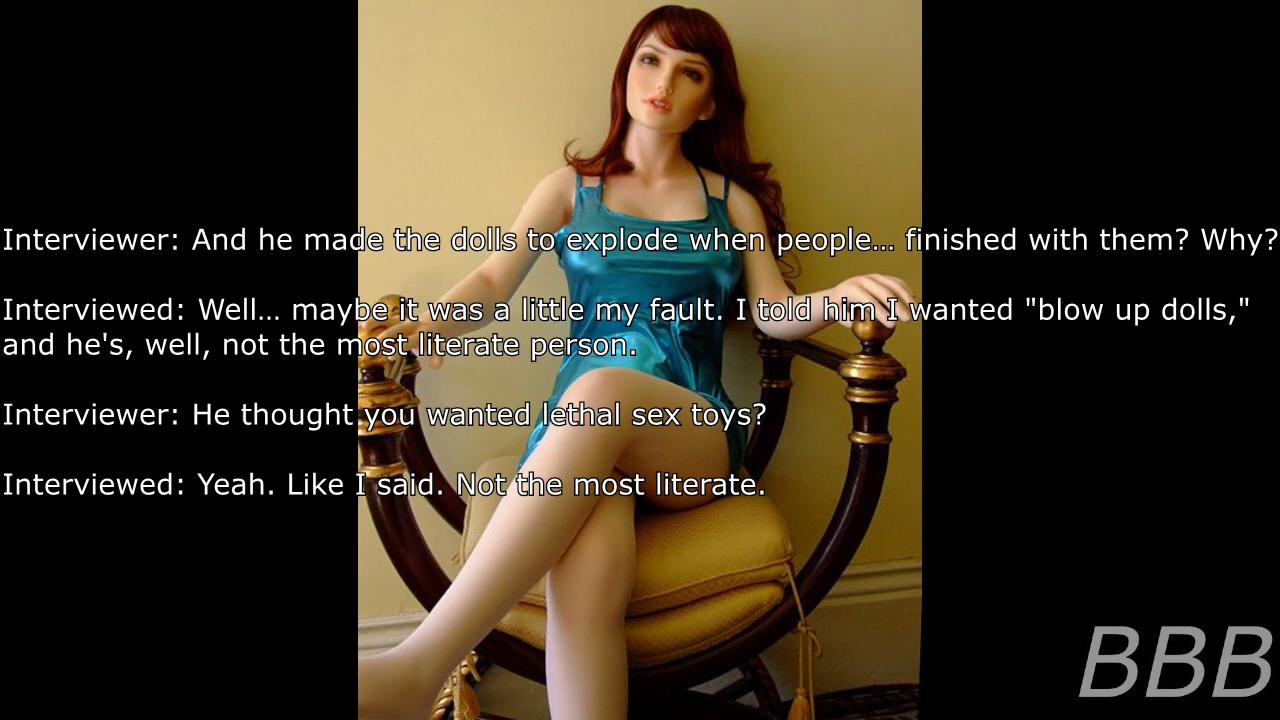 Interviewer: And he made the dolls to explode when people... finished with them? Why?
Interviewed: Well... maybe it was a little my fault. I told him I wanted "blow up dolls,"
and he's, well, not the most literate person.
Interviewer: He thought you wanted lethal sex toys?
Interviewed: Yeah. Like I said. Not the most literate.
BBB